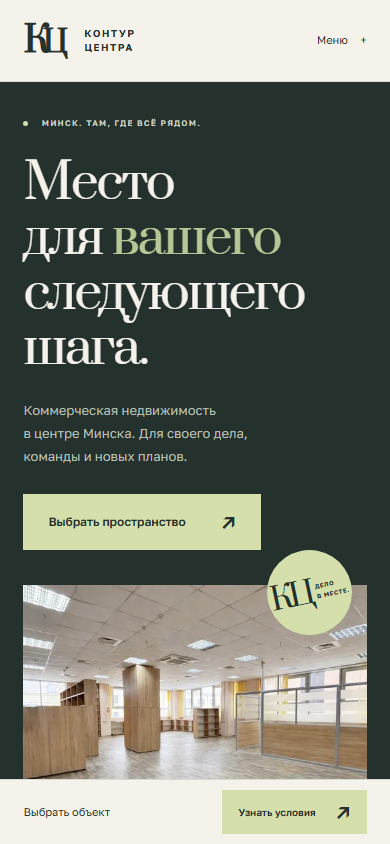 КЦ
КОНТУР
ЦЕНТРА
Меню +
МИНСК. ТАМ, ГДЕ ВСЁ РЯДОМ.
Место
для вашего
следующего
шага.
Коммерческая недвижимость
в центре Минска. Для своего дела,
команды и новых планов.
Выбрать пространство
КЦ
ДЕЛО
В МЕСТЕ.
Выбрать объект
Узнать условия